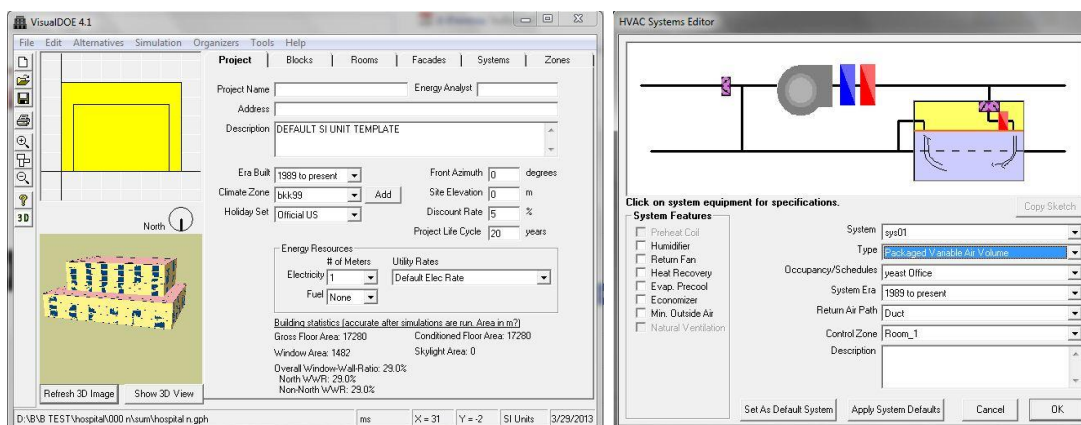 VisualDOE 4.1
File Edit Alternatives Simulation Organizers Tools Help
Project Blocks Rooms Facades Systems Zones
Project Name Energy Analyst
Address
Description DEFAULT SI UNIT TEMPLATE
Era Built 1989 to present Front Azimuth 0 degrees
Climate Zone bkk99 Add Site Elevation 0 m
Holiday Set Official US Discount Rate 5 %
Project Life Cycle 20 years
North
3D
Energy Resources
# of Meters Utility Rates
Electricity 1 Default Elec Rate
Fuel None
Building statistics (accurate after simulations are run. Area in m?)
Gross Floor Area: 17280 Conditioned Floor Area: 17280
Window Area: 1482 Skylight Area: 0
Overall Window-Wall-Ratio: 29.0%
North WWR: 29.0%
Non-North WWR: 29.0%
Refresh 3D Image Show 3D View
D:\B\B TEST\hospital\000 n\sum\hospital n.gph ms X = 31 Y = -2 SI Units 3/29/2013
HVAC Systems Editor
Click on system equipment for specifications.
Copy Sketch
System Features
Preheat Coil
Humidifier
Return Fan
Heat Recovery
Evap. Precool
Economizer
Min. Outside Air
Natural Ventilation
System sys01
Type Packaged Variable Air Volume
Occupancy/Schedules yeast Office
System Era 1989 to present
Return Air Path Duct
Control Zone Room_1
Description
Set As Default System Apply System Defaults Cancel OK